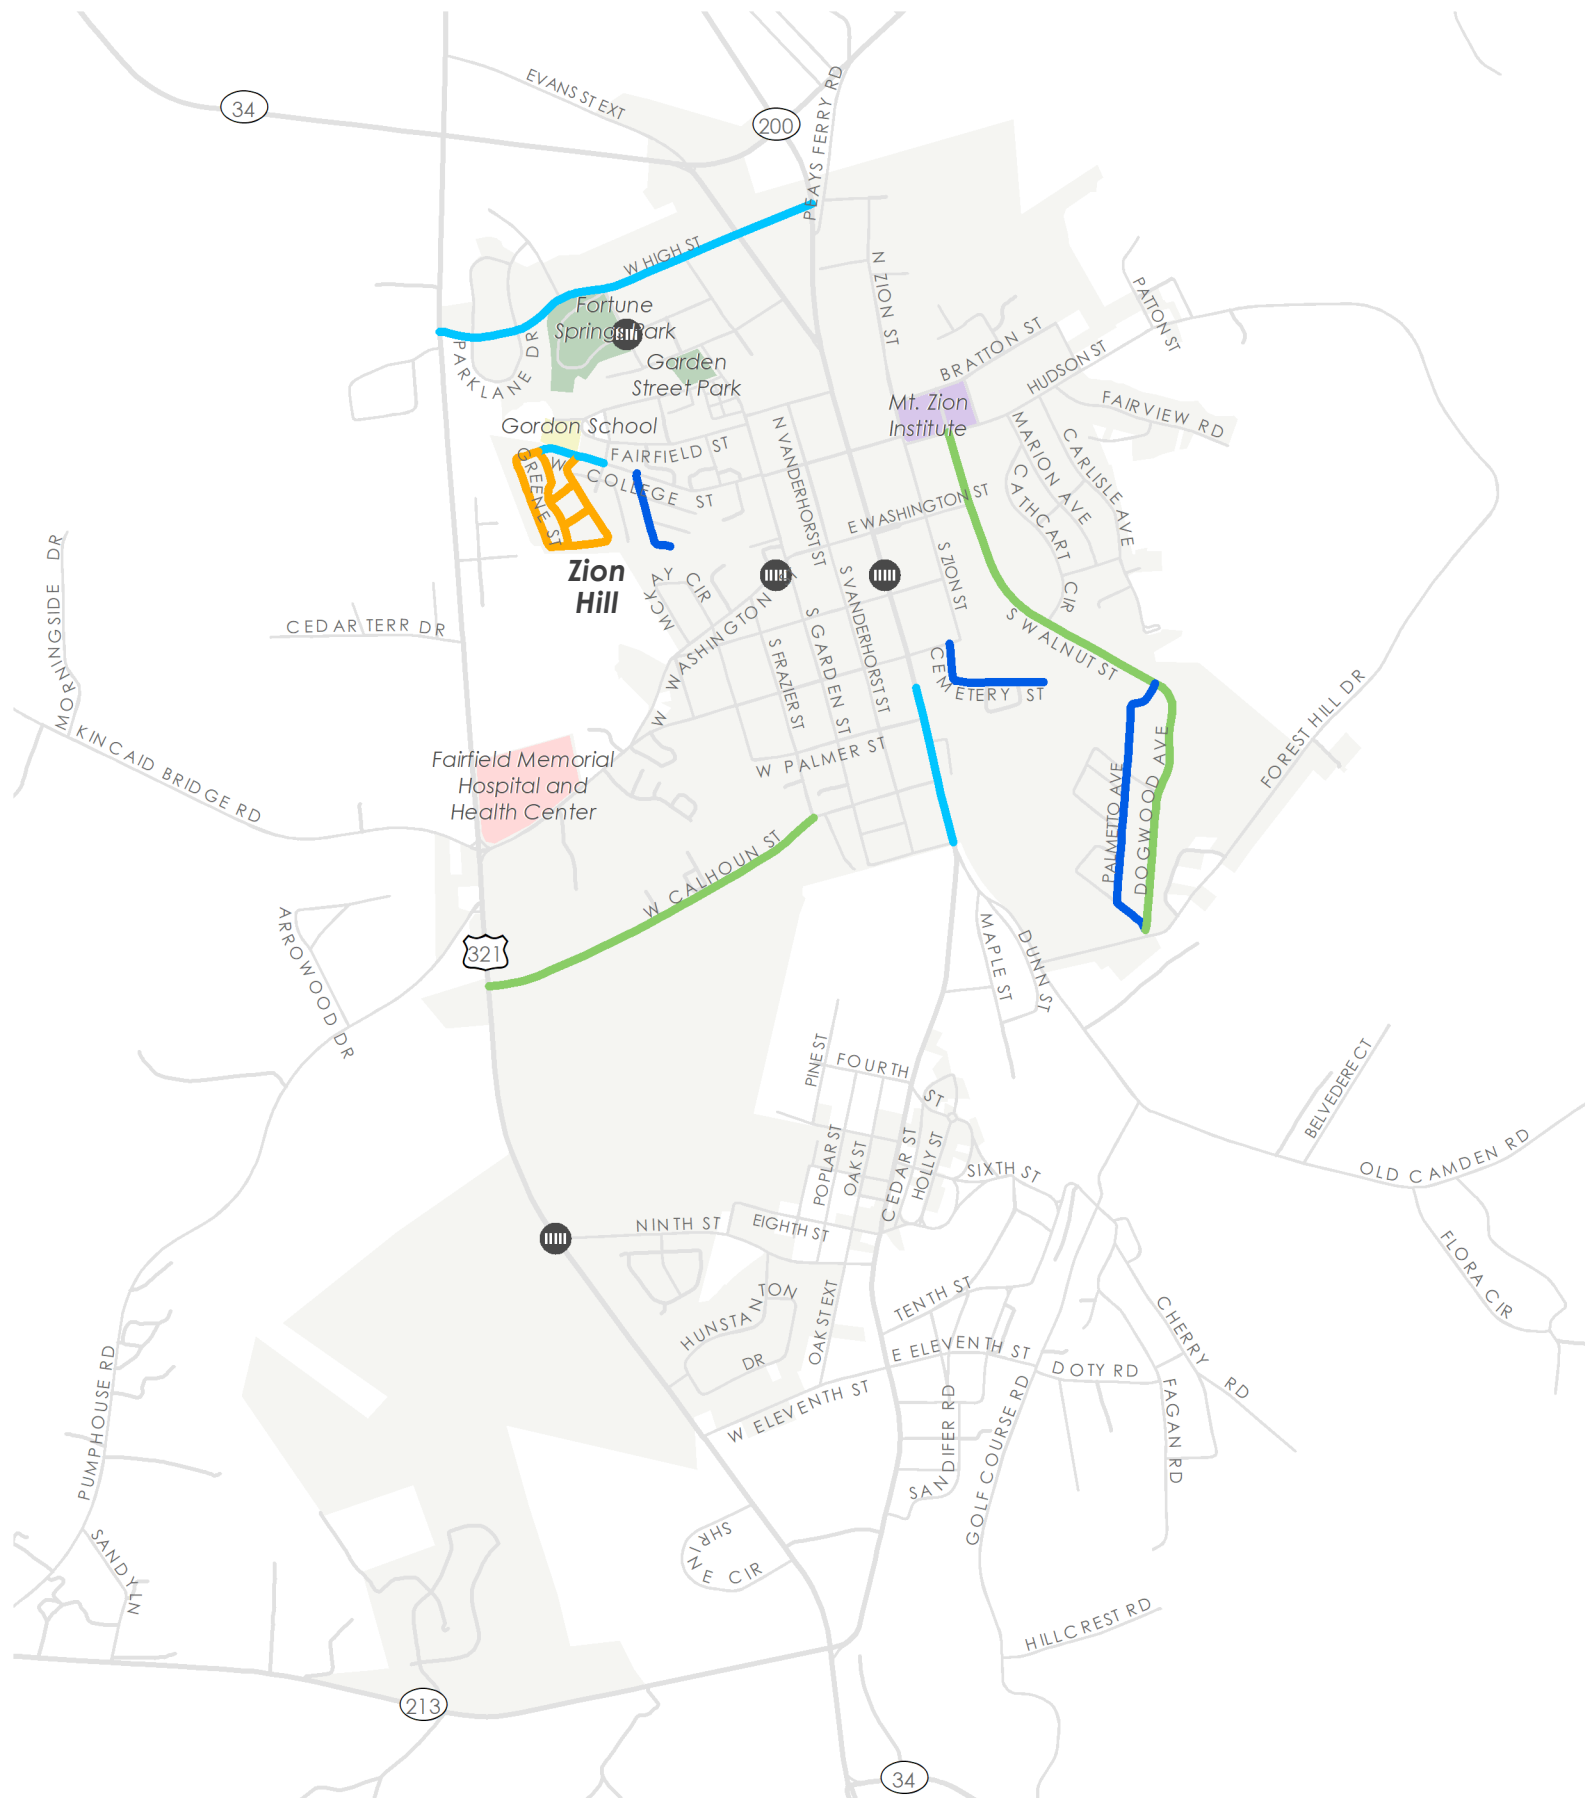 EVANS ST EXT
34
200
PEAYS FERRY RD
W HIGH ST
N ZION ST
PATTON ST
Fortune
Springs Park
PARKLANE DR
Garden
Street Park
BRATTON ST
HUDSON ST
Mt. Zion
Institute
FAIRVIEW RD
Gordon School
FAIRFIELD ST
N VANDERHORST ST
MARION AVE
CARLISLE AVE
GREENE ST
W COLLEGE ST
CATHCART CIR
E WASHINGTON ST
MORNINGSIDE DR
Zion
Hill
MCKAY CIR
S ZION ST
S VANDERHORST ST
CEDAR TERR DR
W WASHINGTON ST
S GARDEN ST
S WALNUT ST
S FRAZIER ST
CEMETERY ST
KINCAID BRIDGE RD
FOREST HILL DR
Fairfield Memorial
Hospital and
Health Center
W PALMER ST
PALMETTO AVE
DOGWOOD AVE
W CALHOUN ST
ARROWOOD DR
321
MAPLE ST
DUNN ST
PINE ST
FOURTH ST
BELVEDERE CT
POPLAR ST
OAK ST
CEDAR ST
HOLLY ST
SIXTH ST
OLD CAMDEN RD
NINTH ST
EIGHTH ST
FLORA CIR
HUNSTANTON DR
OAK ST EXT
TENTH ST
CHERRY RD
PUMPHOUSE RD
E ELEVENTH ST
DOTY RD
W ELEVENTH ST
SANDIFER RD
GOLF COURSE RD
FAGAN RD
SANDY LN
SHRINE CIR
HILLCREST RD
213
34